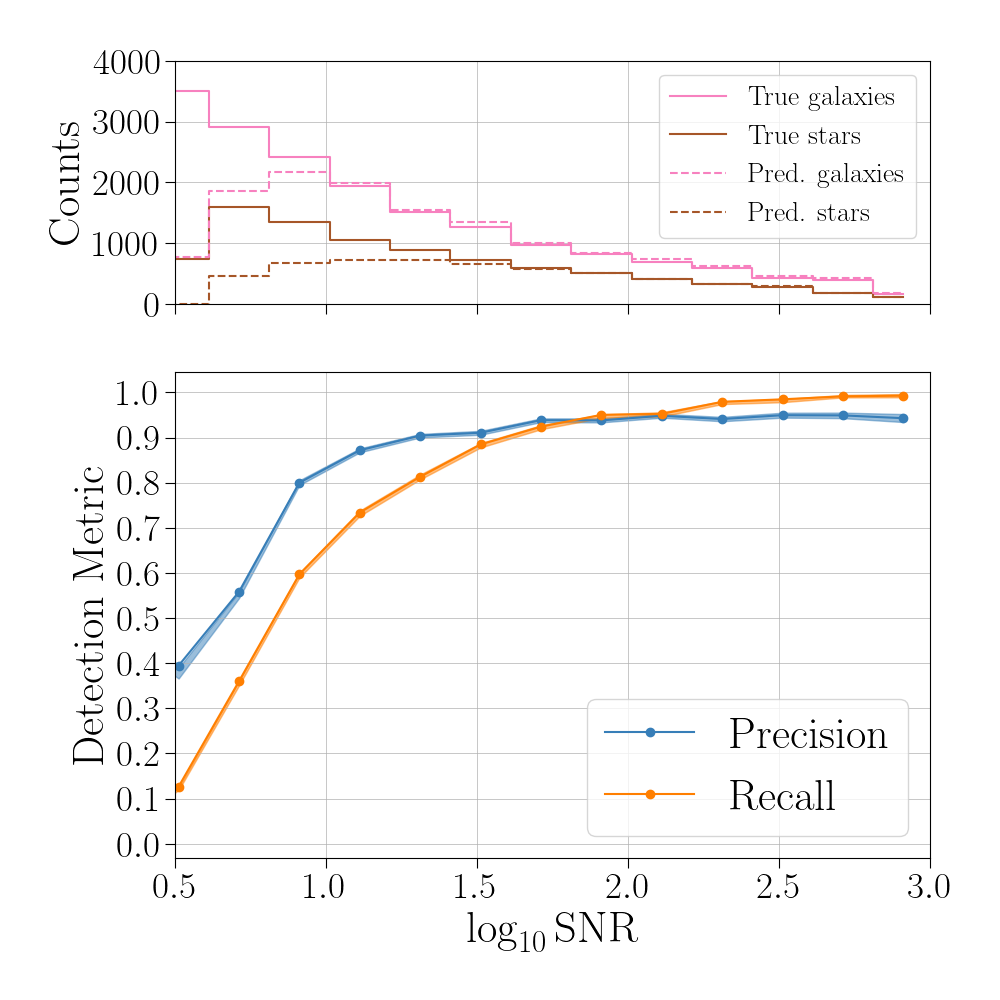 4000
3000
2000
1000
0
Counts
True galaxies
True stars
Pred. galaxies
Pred. stars
1.0
0.9
0.8
0.7
0.6
0.5
0.4
0.3
0.2
0.1
0.0
Detection Metric
Precision
Recall
0.5 1.0 1.5 2.0 2.5 3.0
log₁₀ SNR